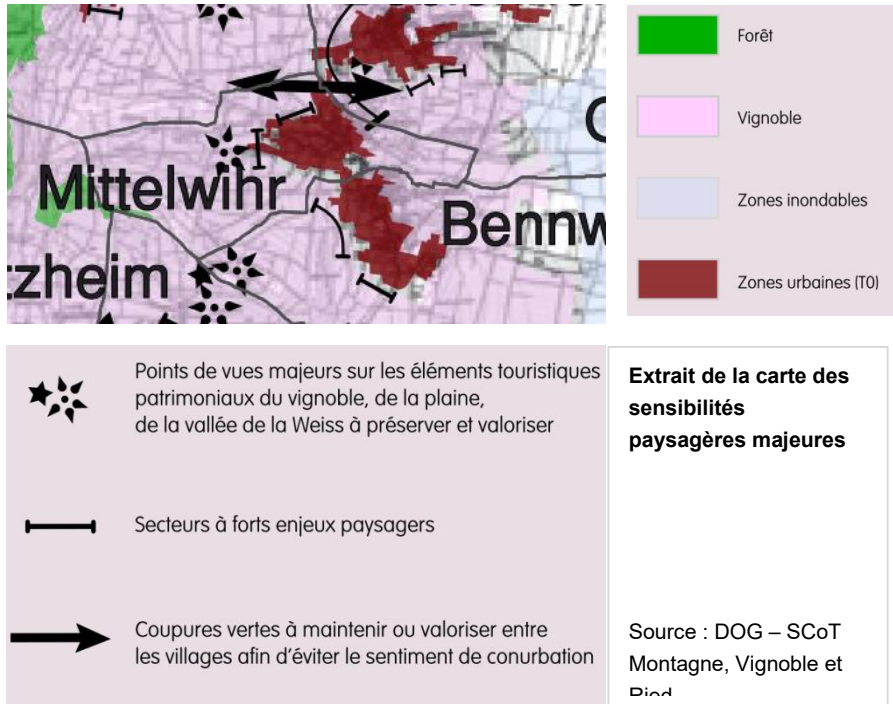 Mittelwihr
Bennw
tzheim
Forêt
Vignoble
Zones inondables
Zones urbaines (T0)
Points de vues majeurs sur les éléments touristiques
patrimoniaux du vignoble, de la plaine,
de la vallée de la Weiss à préserver et valoriser
Secteurs à forts enjeux paysagers
Coupures vertes à maintenir ou valoriser entre
les villages afin d'éviter le sentiment de conurbation
Extrait de la carte des
sensibilités
paysagères majeures
Source : DOG – SCoT
Montagne, Vignoble et
Ried